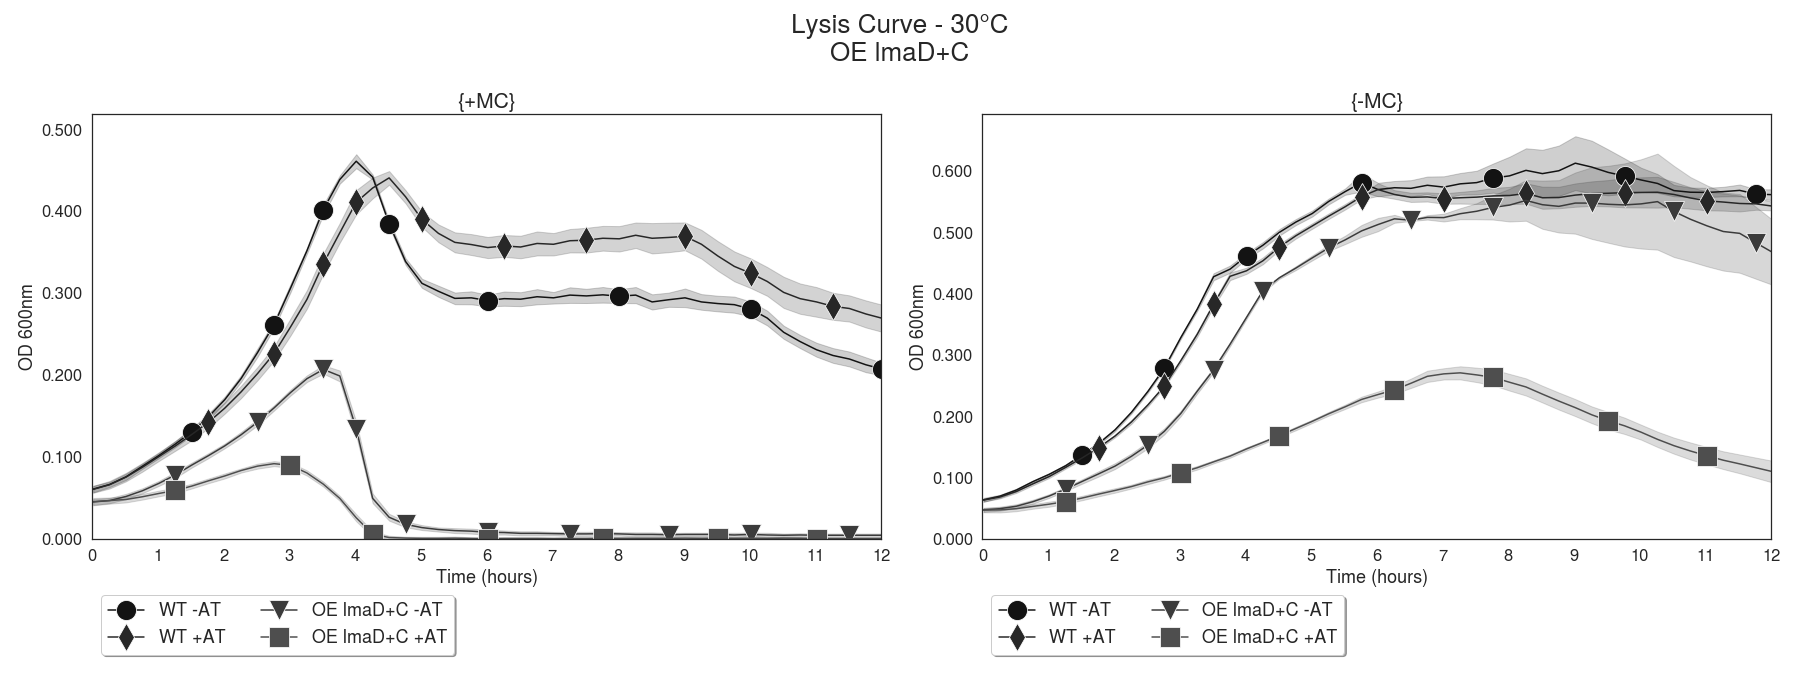 Lysis Curve - 30°C
OE lmaD+C
{+MC}
0.500
0.400
0.300
0.200
0.100
0.000
OD 600nm
0 1 2 3 4 5 6 7 8 9 10 11 12
Time (hours)
WT -AT
WT +AT
OE lmaD+C -AT
OE lmaD+C +AT
{-MC}
0.600
0.500
0.400
0.300
0.200
0.100
0.000
OD 600nm
0 1 2 3 4 5 6 7 8 9 10 11 12
Time (hours)
WT -AT
WT +AT
OE lmaD+C -AT
OE lmaD+C +AT